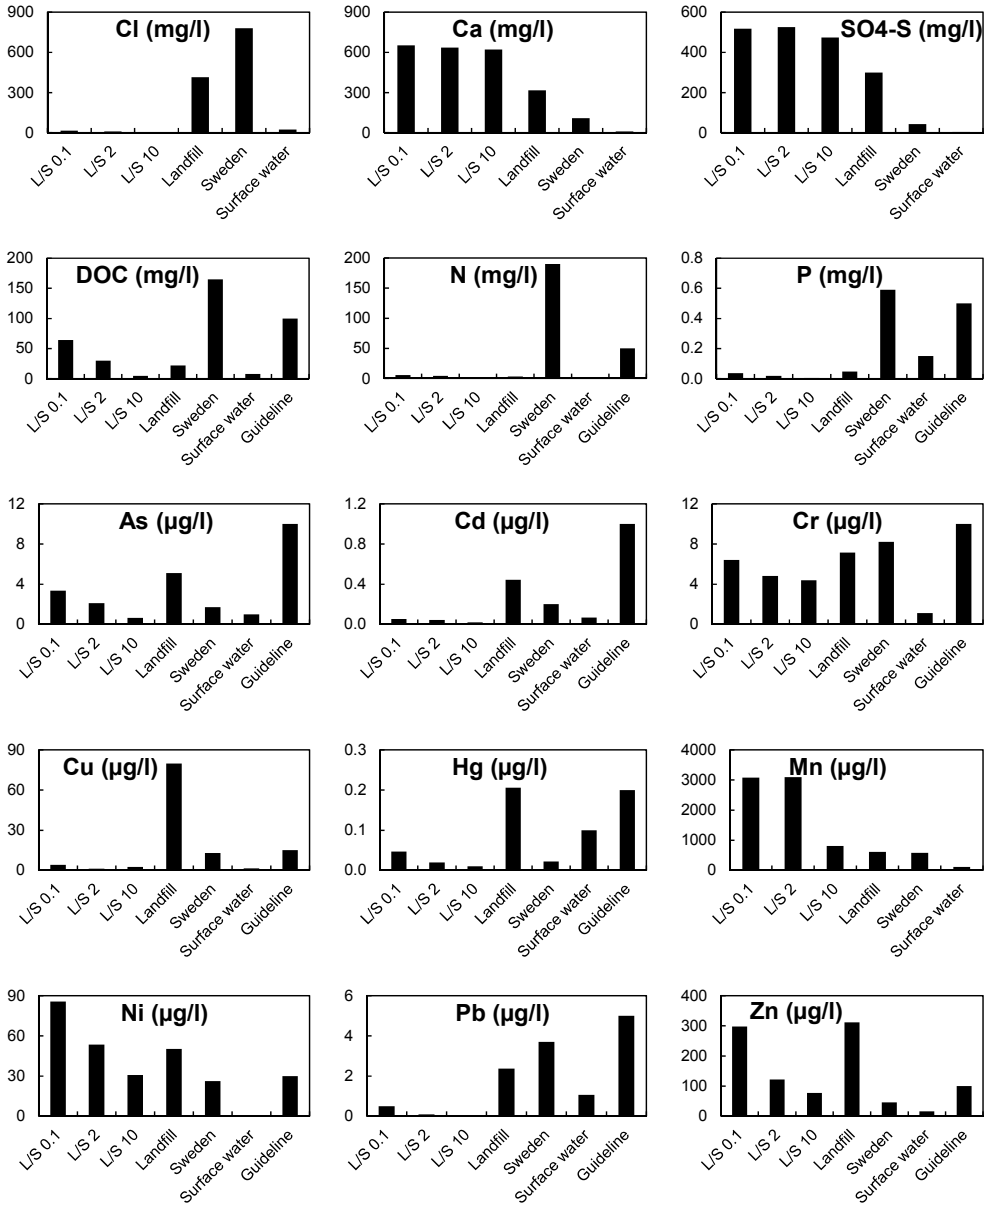 Cl (mg/l)
900
600
300
0
L/S 0.1
L/S 2
L/S 10
Landfill
Sweden
Surface water
Ca (mg/l)
900
600
300
0
L/S 0.1
L/S 2
L/S 10
Landfill
Sweden
Surface water
SO4-S (mg/l)
600
400
200
0
L/S 0.1
L/S 2
L/S 10
Landfill
Sweden
Surface water
DOC (mg/l)
200
150
100
50
0
L/S 0.1
L/S 2
L/S 10
Landfill
Sweden
Surface water
Guideline
N (mg/l)
200
150
100
50
0
L/S 0.1
L/S 2
L/S 10
Landfill
Sweden
Surface water
Guideline
P (mg/l)
0.8
0.6
0.4
0.2
0.0
L/S 0.1
L/S 2
L/S 10
Landfill
Sweden
Surface water
Guideline
As (µg/l)
12
8
4
0
L/S 0.1
L/S 2
L/S 10
Landfill
Sweden
Surface water
Guideline
Cd (µg/l)
1.2
0.8
0.4
0.0
L/S 0.1
L/S 2
L/S 10
Landfill
Sweden
Surface water
Guideline
Cr (µg/l)
12
8
4
0
L/S 0.1
L/S 2
L/S 10
Landfill
Sweden
Surface water
Guideline
Cu (µg/l)
90
60
30
0
L/S 0.1
L/S 2
L/S 10
Landfill
Sweden
Surface water
Guideline
Hg (µg/l)
0.3
0.2
0.1
0.0
L/S 0.1
L/S 2
L/S 10
Landfill
Sweden
Surface water
Guideline
Mn (µg/l)
4000
3000
2000
1000
0
L/S 0.1
L/S 2
L/S 10
Landfill
Sweden
Surface water
Ni (µg/l)
90
60
30
0
L/S 0.1
L/S 2
L/S 10
Landfill
Sweden
Surface water
Guideline
Pb (µg/l)
6
4
2
0
L/S 0.1
L/S 2
L/S 10
Landfill
Sweden
Surface water
Guideline
Zn (µg/l)
400
300
200
100
0
L/S 0.1
L/S 2
L/S 10
Landfill
Sweden
Surface water
Guideline